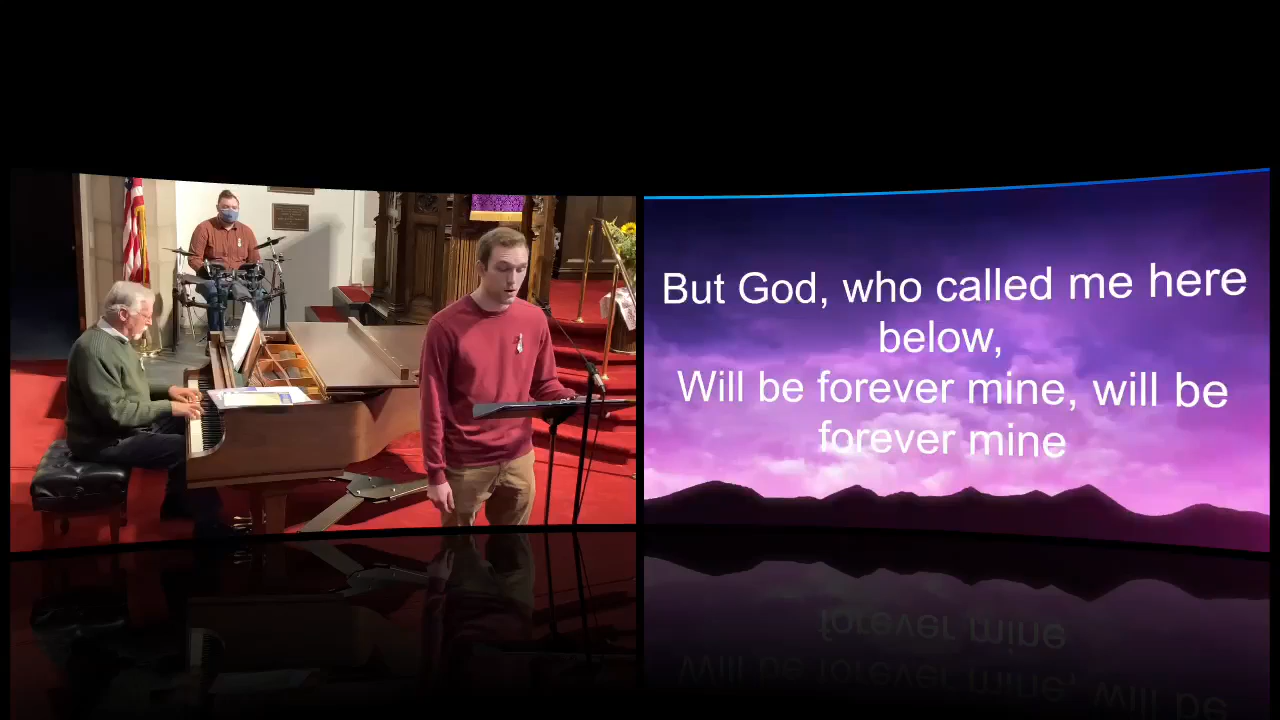 But God, who called me here
below,
Will be forever mine, will be
forever mine